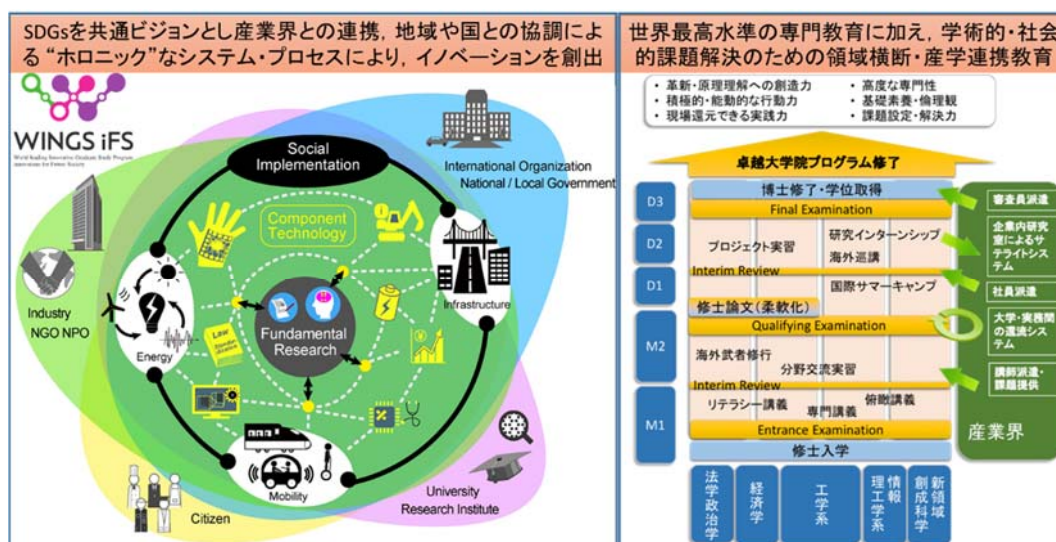 SDGsを共通ビジョンとし産業界との連携，地域や国との協調によ
る “ホロニック”なシステム・プロセスにより，イノベーションを創出
WINGS iFS
Social
Implementation
International Organization
National / Local Government
Component
Technology
Industry
NGO NPO
Energy
Fundamental
Research
Infrastructure
Law
Mobility
Citizen
University
Research Institute
世界最高水準の専門教育に加え，学術的・社会
的課題解決のための領域横断・産学連携教育
・ 革新・原理理解への創造力
・ 積極的・能動的な行動力
・ 現場還元できる実践力
・ 高度な専門性
・ 基礎素養・倫理観
・ 課題設定・解決力
卓越大学院プログラム修了
D3
博士修了・学位取得
Final Examination
D2
プロジェクト実習
研究インターンシップ
海外巡講
Interim Review
D1
国際サマーキャンプ
修士論文（柔軟化）
Qualifying Examination
M2
海外武者修行
分野交流実習
Interim Review
M1
リテラシー講義
専門講義
俯瞰講義
Entrance Examination
修士入学
法学政治学
経済学
工学系
情報
理工学系
新領域
創成科学
審査員派遣
企業内研究
室によるサ
テライトシス
テム
社員派遣
大学・実務間
の還流シス
テム
講師派遣・
課題提供
産業界